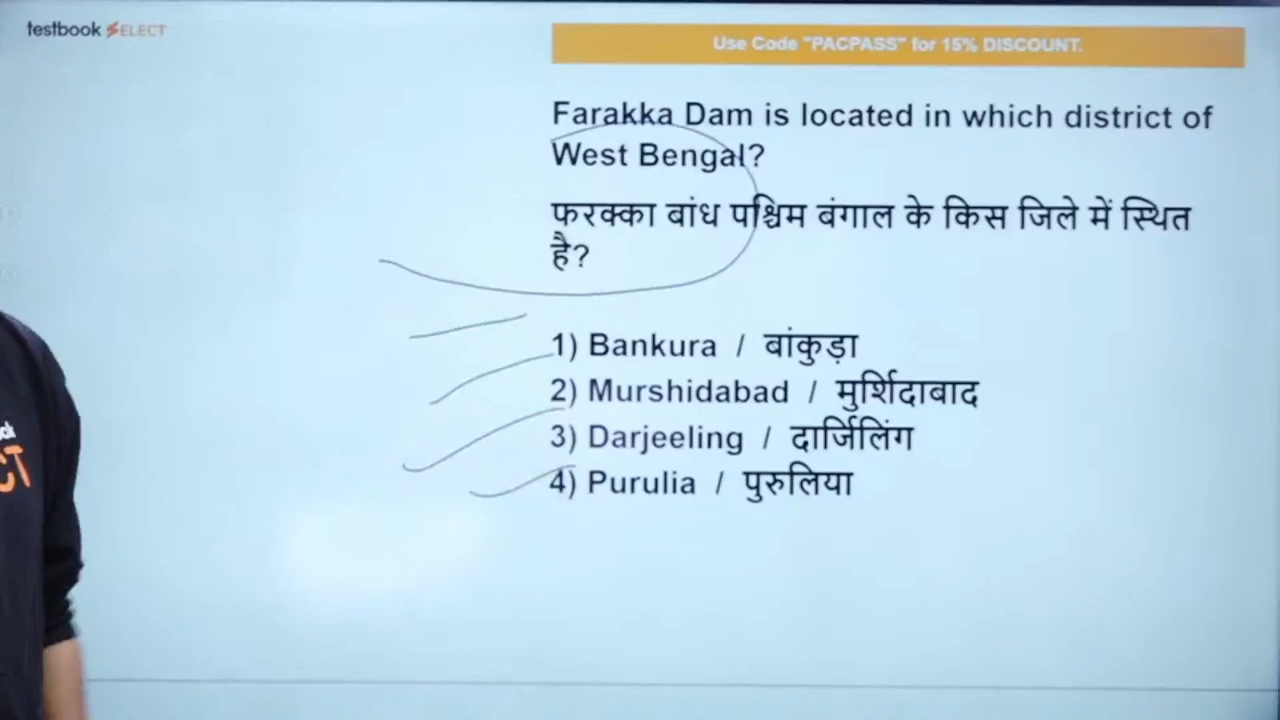 testbook SELECT
Use Code "PACPASS" for 15% DISCOUNT.
Farakka Dam is located in which district of
West Bengal?
फरक्का बांध पश्चिम बंगाल के किस जिले में स्थित
है?
1) Bankura / बांकुड़ा
2) Murshidabad / मुर्शिदाबाद
3) Darjeeling / दार्जिलिंग
4) Purulia / पुरुलिया
CT